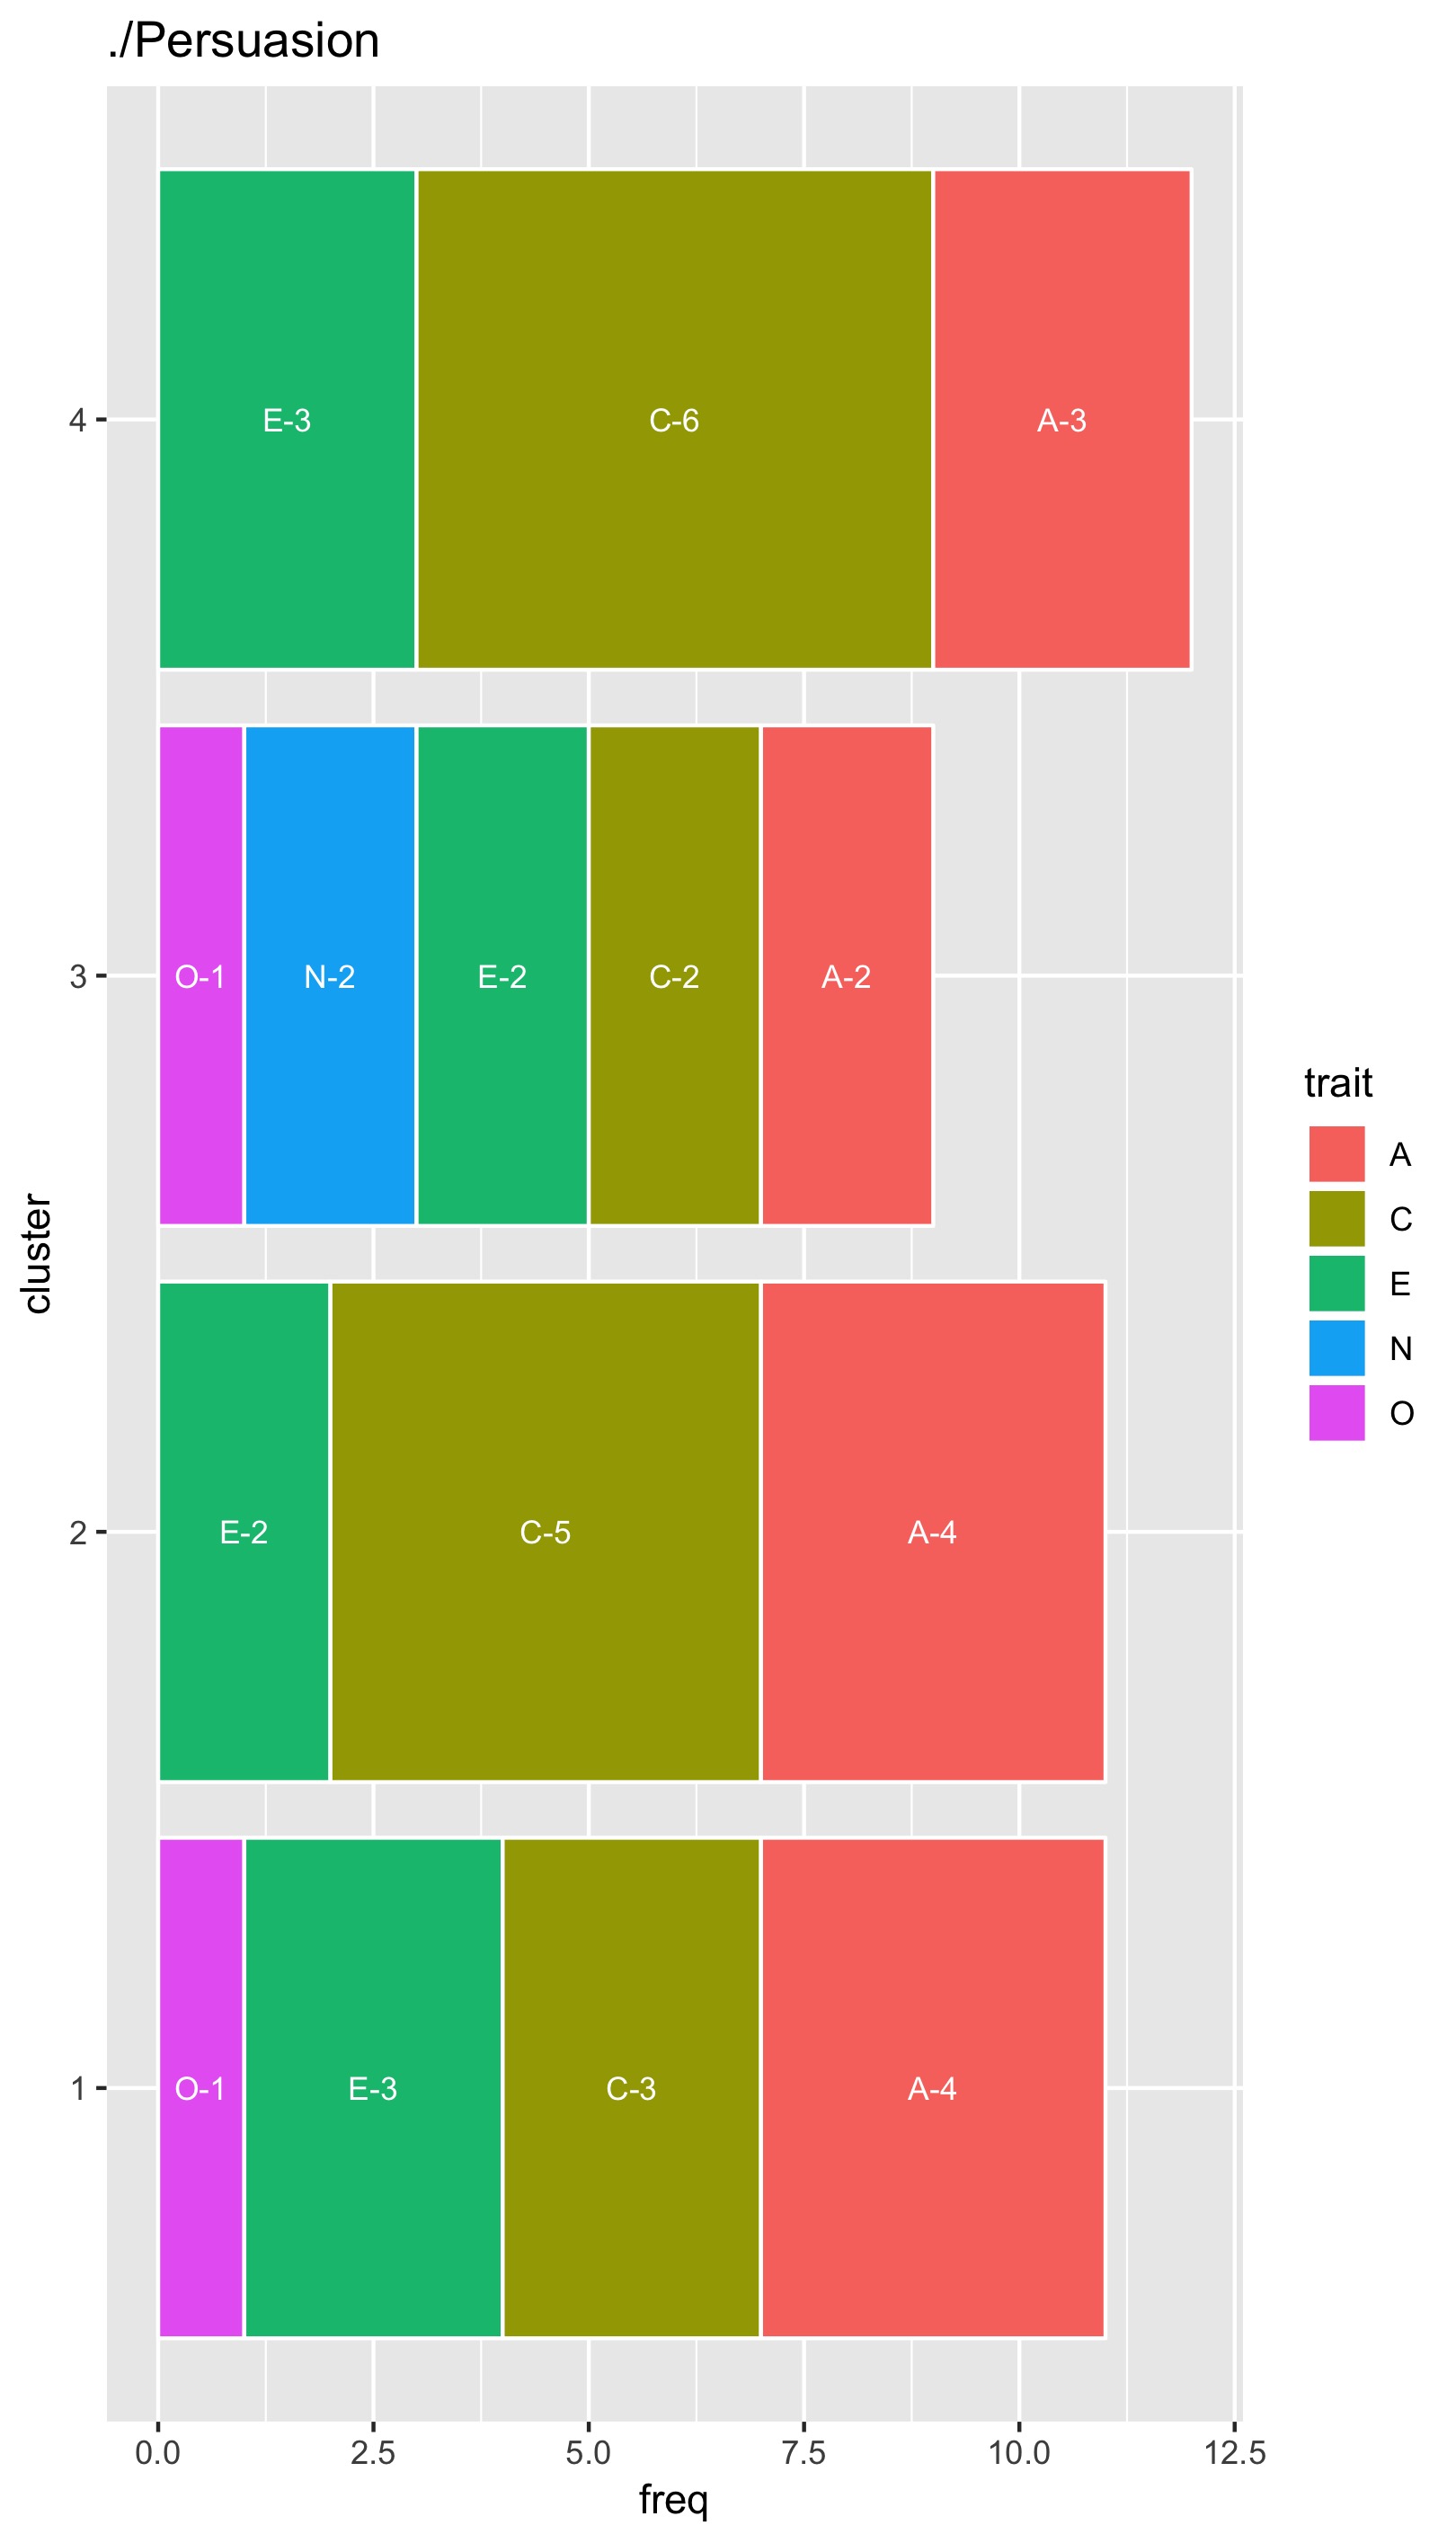 ./Persuasion
4
E-3 C-6 A-3
3
O-1 N-2 E-2 C-2 A-2
2
E-2 C-5 A-4
1
O-1 E-3 C-3 A-4
cluster
0.0 2.5 5.0 7.5 10.0 12.5
freq
trait
A
C
E
N
O